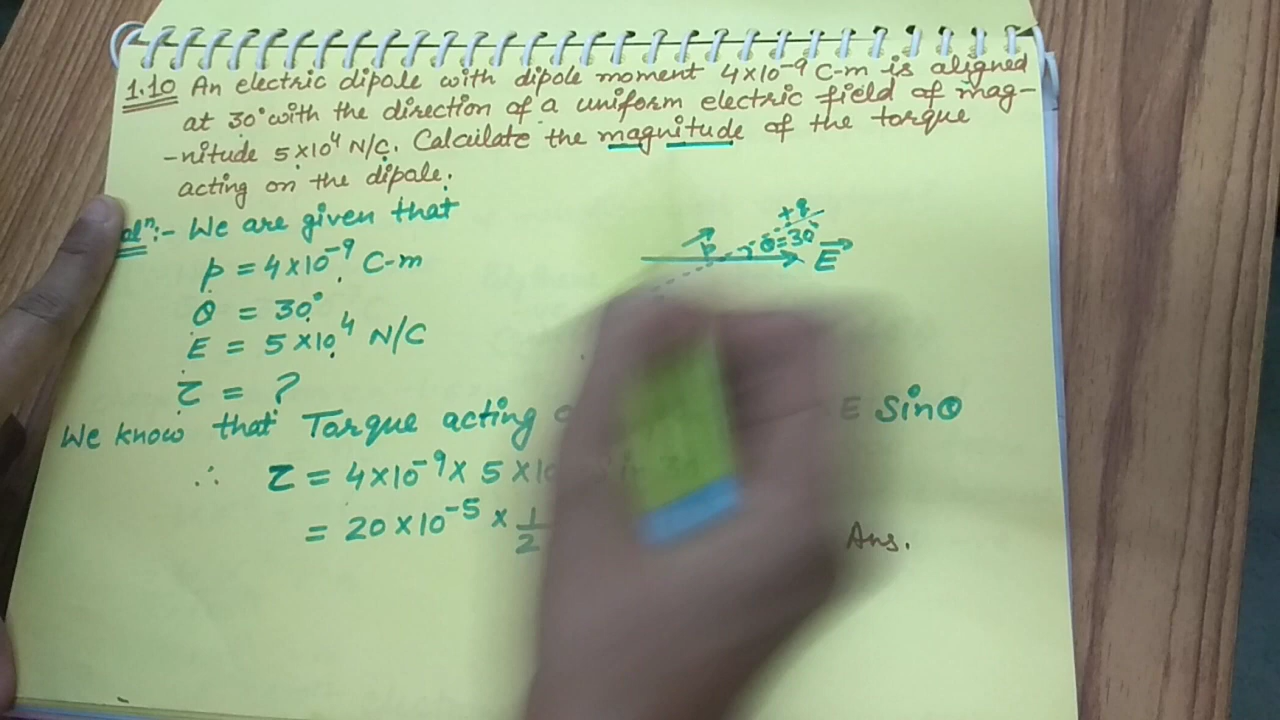 1.10 An electric dipole with dipole moment 4×10⁻⁹ C-m is aligned
at 30° with the direction of a uniform electric field of mag-
-nitude 5×10⁴ N/C. Calculate the magnitude of the torque
acting on the dipole.
Solⁿ:- We are given that
+q
p = 4×10⁻⁹ C-m
p θ=30° E
θ = 30°
E = 5×10⁴ N/C
τ = ?
We know that Torque acting E Sinθ
∴ τ = 4×10⁻⁹ × 5×10
= 20×10⁻⁵ × 1/2 Ans.